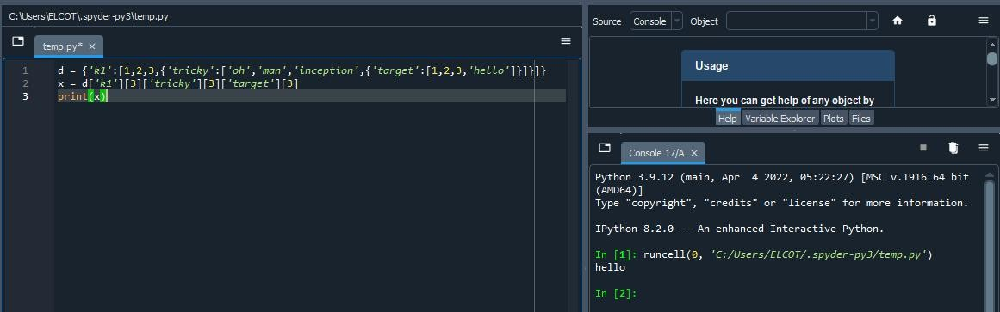 C:\Users\ELCOT\.spyder-py3\temp.py
temp.py* ×
1 d = {'k1':[1,2,3,{'tricky':['oh','man','inception',{'target':[1,2,3,'hello']}]}]}
2 x = d['k1'][3]['tricky'][3]['target'][3]
3 print(x)
Source Console Object
Usage
Here you can get help of any object by
Help Variable Explorer Plots Files
Console 17/A ×
Python 3.9.12 (main, Apr  4 2022, 05:22:27) [MSC v.1916 64 bit
(AMD64)]
Type "copyright", "credits" or "license" for more information.
IPython 8.2.0 -- An enhanced Interactive Python.
In [1]: runcell(0, 'C:/Users/ELCOT/.spyder-py3/temp.py')
hello
In [2]: